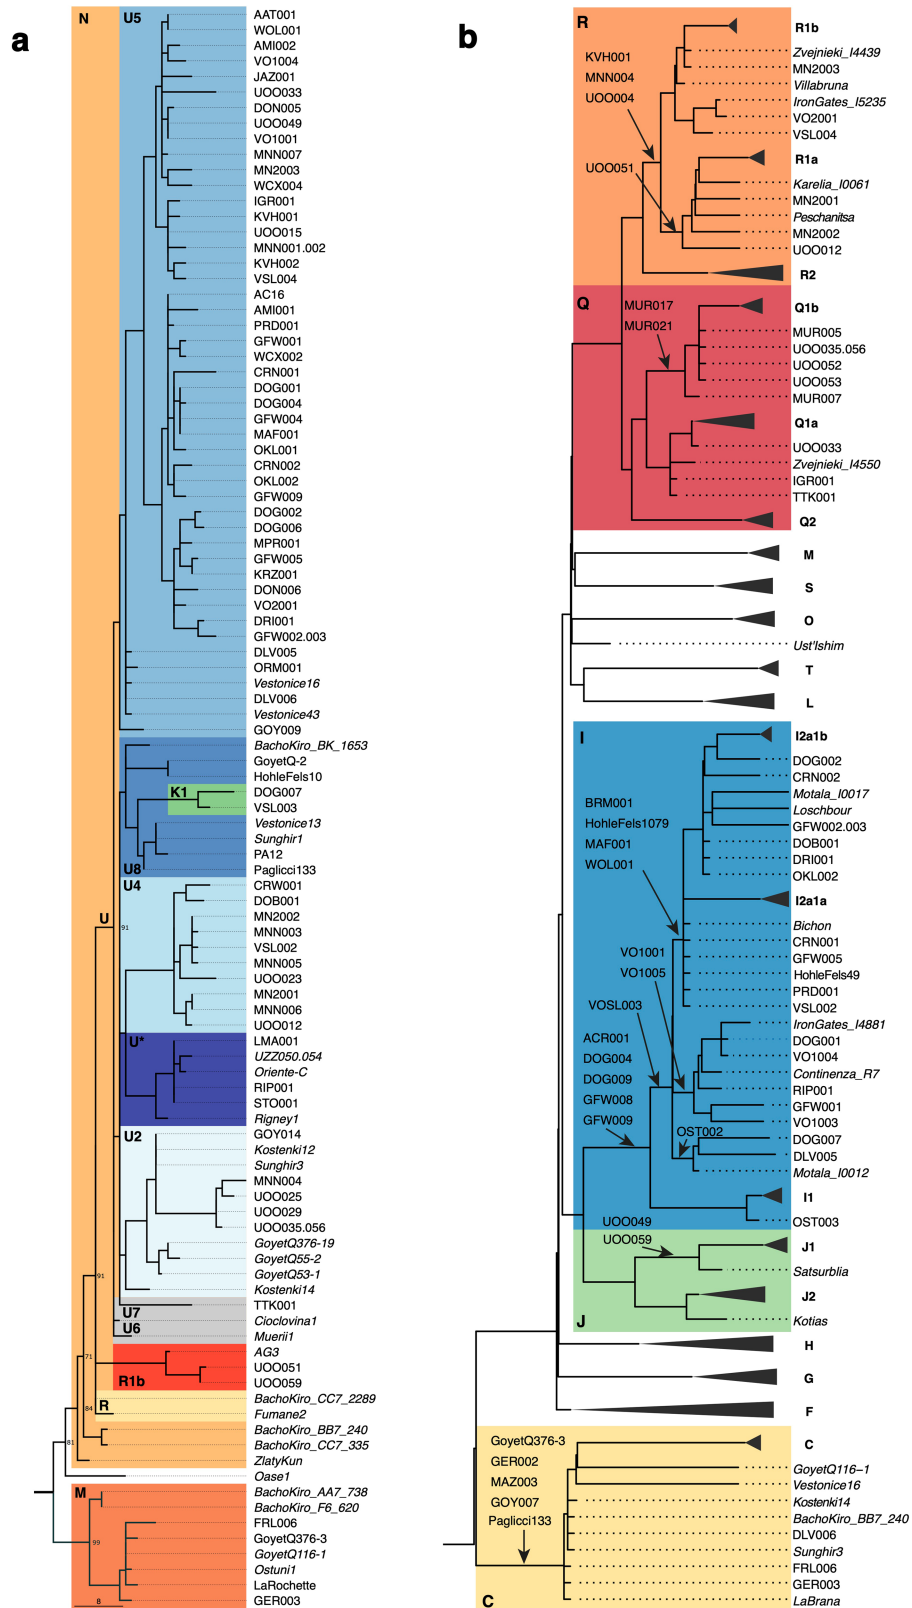 a
N
U5
AAT001
WOL001
AMI002
VO1004
JAZ001
UOO033
DON005
UOO049
VO1001
MNN007
MN2003
WCX004
IGR001
KVH001
UOO015
MNN001.002
KVH002
VSL004
AC16
AMI001
PRD001
GFW001
WCX002
CRN001
DOG001
DOG004
GFW004
MAF001
OKL001
CRN002
OKL002
GFW009
DOG002
DOG006
MPR001
GFW005
KRZ001
DON006
VO2001
DRI001
GFW002.003
DLV005
ORM001
Vestonice16
DLV006
Vestonice43
GOY009
BachoKiro_BK_1653
GoyetQ-2
HohleFels10
K1
DOG007
VSL003
Vestonice13
Sunghir1
PA12
U8
Paglicci133
U4
CRW001
DOB001
U
MN2002
91
MNN003
VSL002
MNN005
UOO023
MN2001
MNN006
UOO012
U*
LMA001
UZZ050.054
Oriente-C
RIP001
STO001
Rigney1
U2
GOY014
Kostenki12
Sunghir3
MNN004
UOO025
UOO029
UOO035.056
GoyetQ376-19
GoyetQ55-2
91
GoyetQ53-1
Kostenki14
U7
TTK001
U6
Cioclovina1
Muerii1
71
AG3
UOO051
R1b
UOO059
BachoKiro_CC7_2289
R
84
Fumane2
BachoKiro_BB7_240
81
BachoKiro_CC7_335
ZlatyKun
Oase1
M
BachoKiro_AA7_738
BachoKiro_F6_620
FRL006
99
GoyetQ376-3
GoyetQ116-1
Ostuni1
LaRochette
8
GER003
b
R
R1b
Zvejnieki_I4439
KVH001
MN2003
MNN004
Villabruna
UOO004
IronGates_I5235
VO2001
VSL004
R1a
UOO051
Karelia_I0061
MN2001
Peschanitsa
MN2002
UOO012
R2
Q
MUR017
Q1b
MUR021
MUR005
UOO035.056
UOO052
UOO053
MUR007
Q1a
UOO033
Zvejnieki_I4550
IGR001
TTK001
Q2
M
S
O
Ust'Ishim
T
L
I
I2a1b
DOG002
CRN002
Motala_I0017
BRM001
Loschbour
HohleFels1079
GFW002.003
MAF001
DOB001
WOL001
DRI001
OKL002
I2a1a
Bichon
CRN001
VO1001
GFW005
VO1005
HohleFels49
PRD001
VOSL003
VSL002
IronGates_I4881
ACR001
DOG001
DOG004
VO1004
DOG009
Continenza_R7
GFW008
RIP001
GFW009
GFW001
VO1003
OST002
DOG007
DLV005
Motala_I0012
I1
UOO049
OST003
UOO059
J1
Satsurblia
J2
J
Kotias
H
G
F
GoyetQ376-3
C
GER002
GoyetQ116–1
MAZ003
Vestonice16
GOY007
Kostenki14
Paglicci133
BachoKiro_BB7_240
DLV006
Sunghir3
FRL006
GER003
C
LaBrana